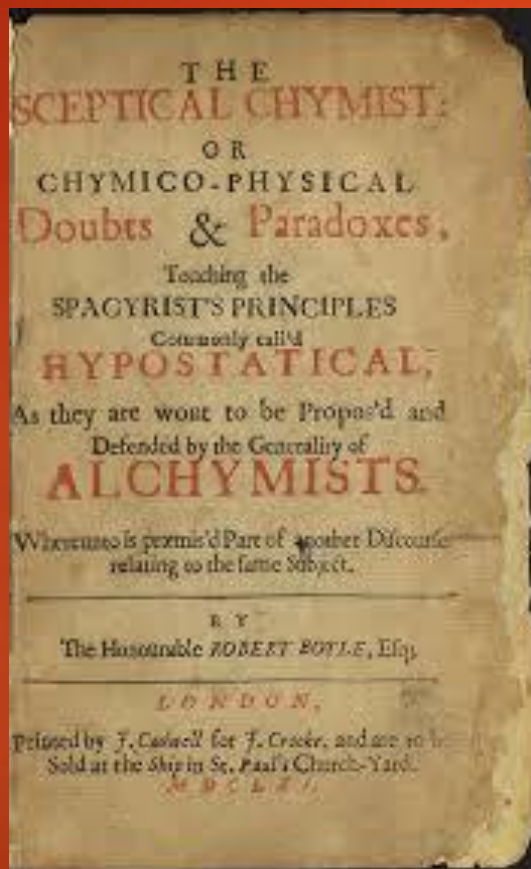 THE
SCEPTICAL CHYMIST:
OR
CHYMICO-PHYSICAL
Doubts & Paradoxes,
Touching the
SPAGYRIST'S PRINCIPLES
Commonly call'd
HYPOSTATICAL,
As they are wont to be Propos'd and
Defended by the Generality of
ALCHYMISTS.
Whereunto is præmis'd Part of another Discourse
relating to the same Subject.
BY
The Honourable ROBERT BOYLE, Esq;
LONDON,
Printed by J. Cadwell for J. Crooke, and are to be
Sold at the Ship in St. Paul's Church-Yard.
MDCLXI.